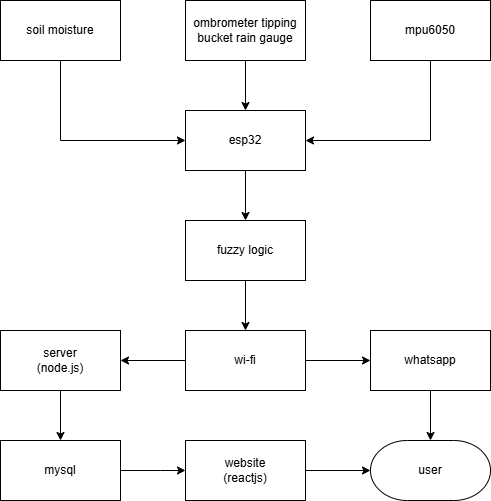 soil moisture
ombrometer tipping
bucket rain gauge
mpu6050
esp32
fuzzy logic
server
(node.js)
wi-fi
whatsapp
mysql
website
(reactjs)
user